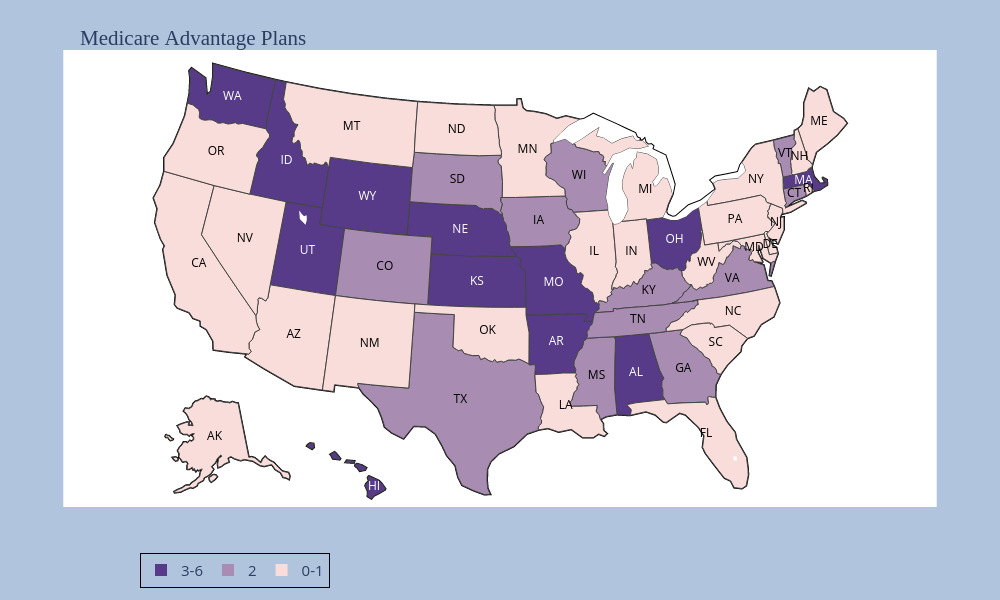 Medicare Advantage Plans
WA
ME
MT
ND
MN
OR
VT
NH
ID
WI
NY
MA
SD
MI
CT
RI
WY
IA
PA
NJ
NE
OH
NV
UT
IL
IN
MD
DE
CO
WV
CA
KS
MO
KY
VA
TN
NC
OK
AZ
NM
AR
SC
MS
AL
GA
TX
LA
AK
FL
HI
3-6
2
0-1